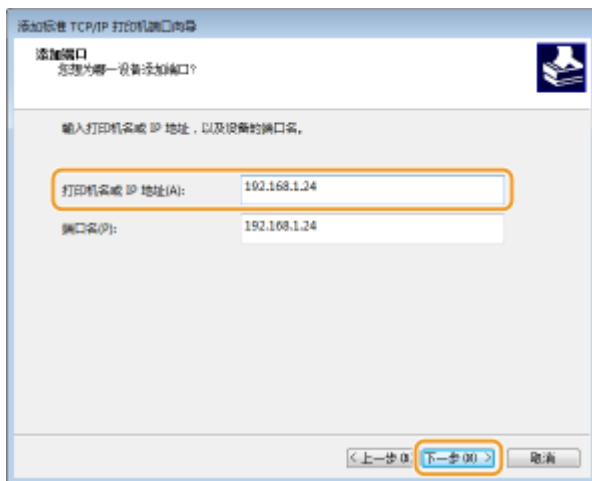 添加标准 TCP/IP 打印机端口向导
添加端口
您想为哪一设备添加端口?
输入打印机名或 IP 地址，以及设备的端口名。
打印机名或 IP 地址(A):
192.168.1.24
端口名(P):
192.168.1.24
<上一步(B)
下一步(N) >
取消